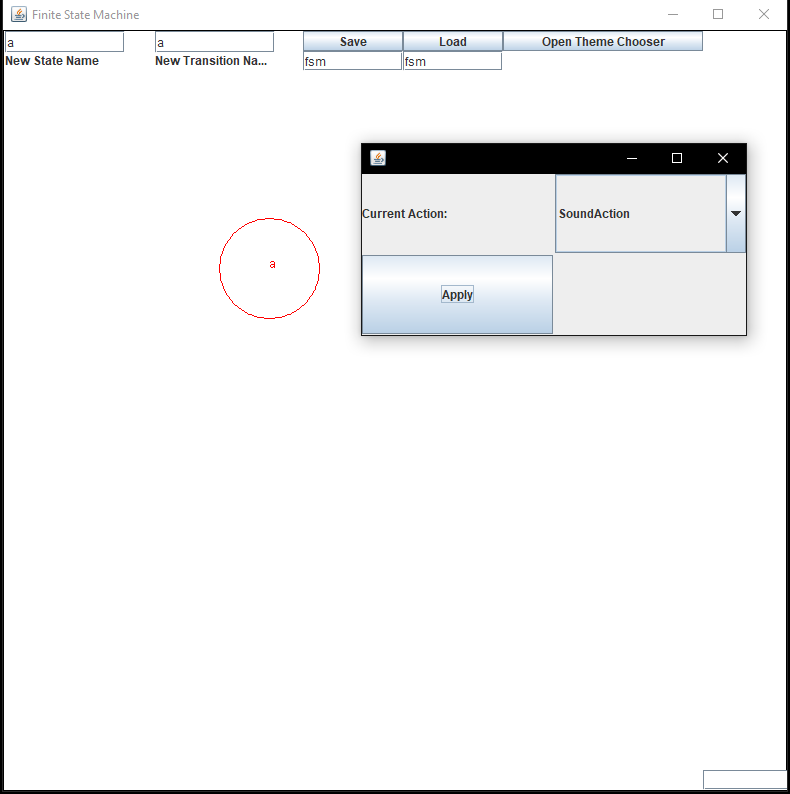 Finite State Machine
a a Save Load Open Theme Chooser
New State Name New Transition Na... fsm fsm
Current Action: SoundAction
a
Apply